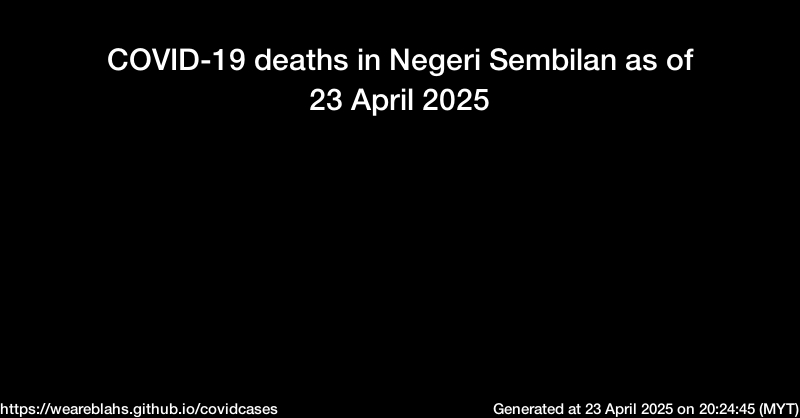 COVID-19 deaths in Negeri Sembilan as of
23 April 2025
https://weareblahs.github.io/covidcases
Generated at 23 April 2025 on 20:24:45 (MYT)